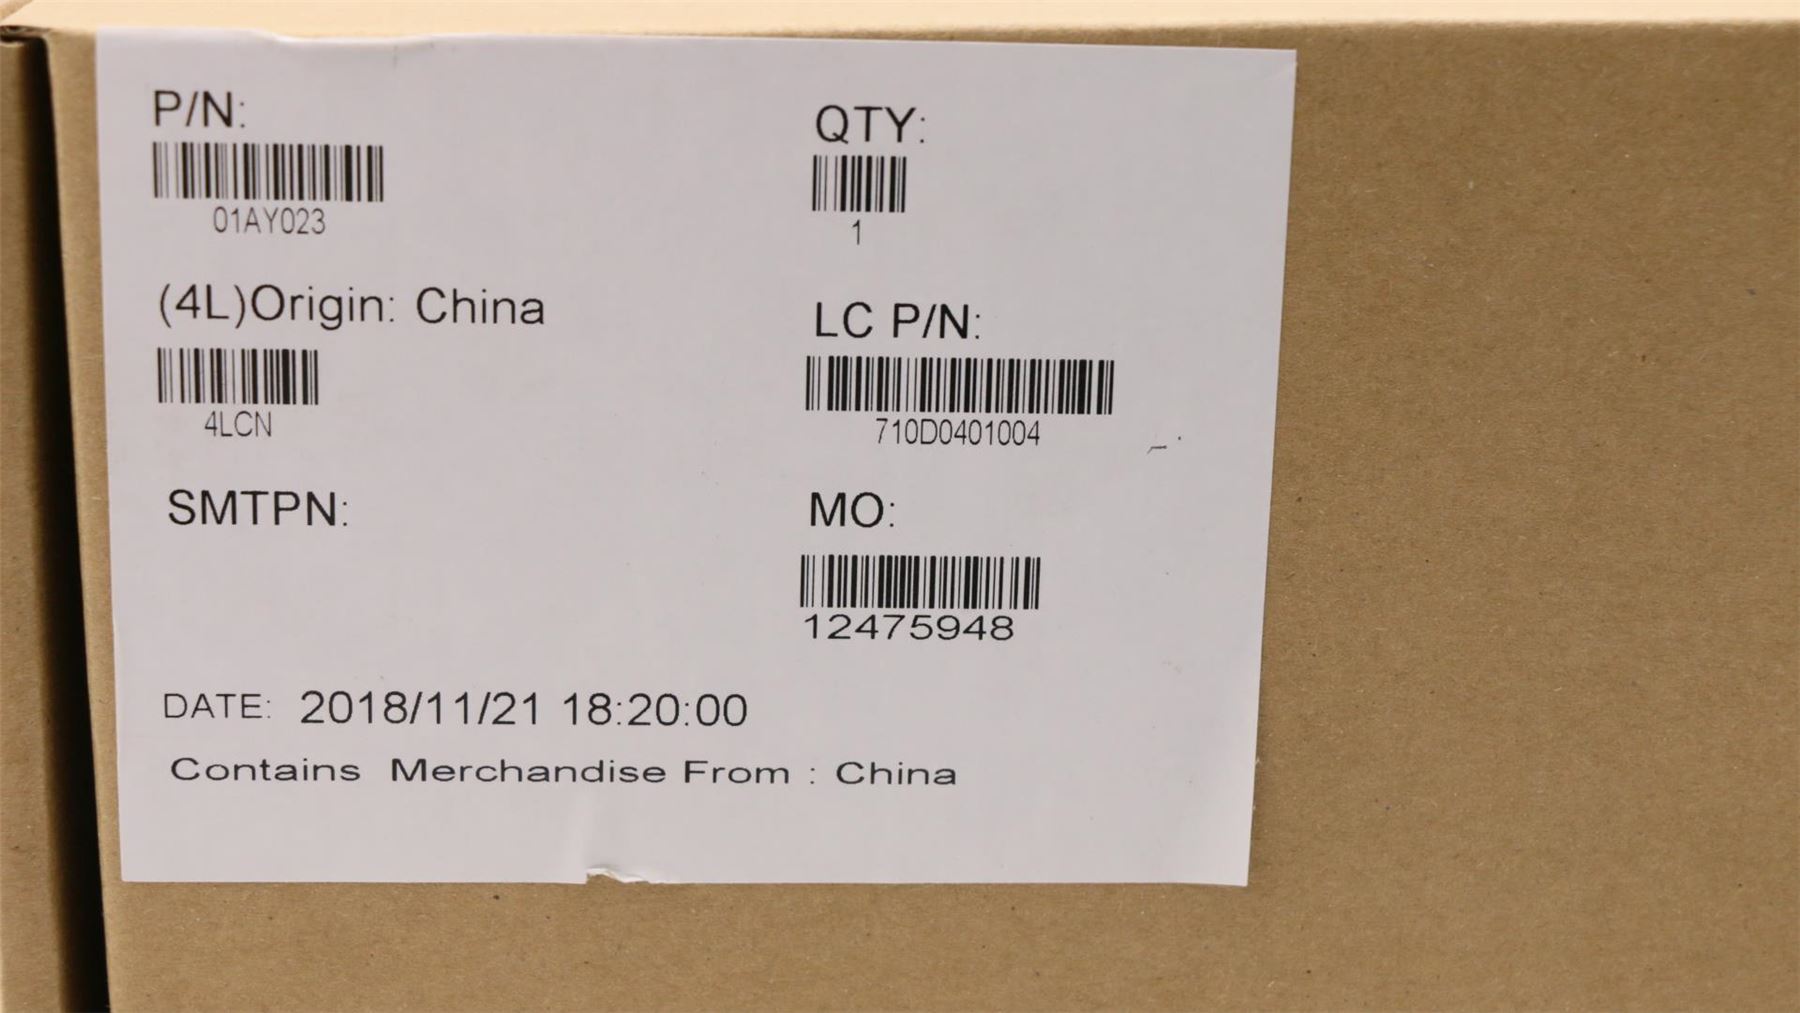 P/N:
01AY023
QTY:
1
(4L)Origin: China
4LCN
LC P/N:
710D0401004
SMTPN:
MO:
12475948
DATE: 2018/11/21 18:20:00
Contains Merchandise From : China